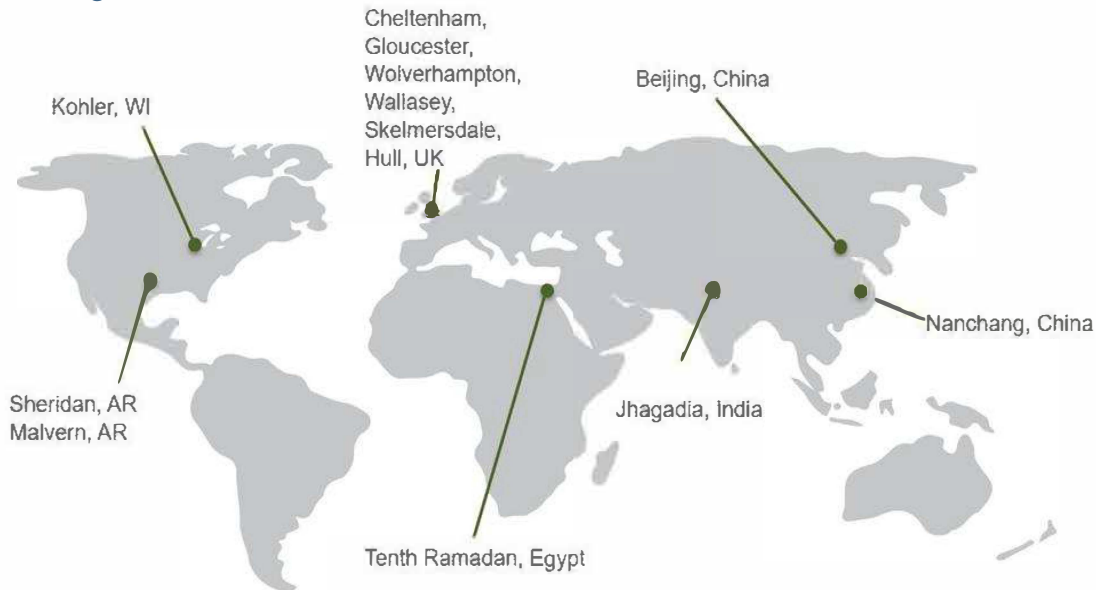 Cheltenham,
Gloucester,
Wolverhampton,
Wallasey,
Skelmersdale,
Hull, UK
Kohler, WI
Beijing, China
Nanchang, China
Sheridan, AR
Malvern, AR
Jhagadia, India
Tenth Ramadan, Egypt